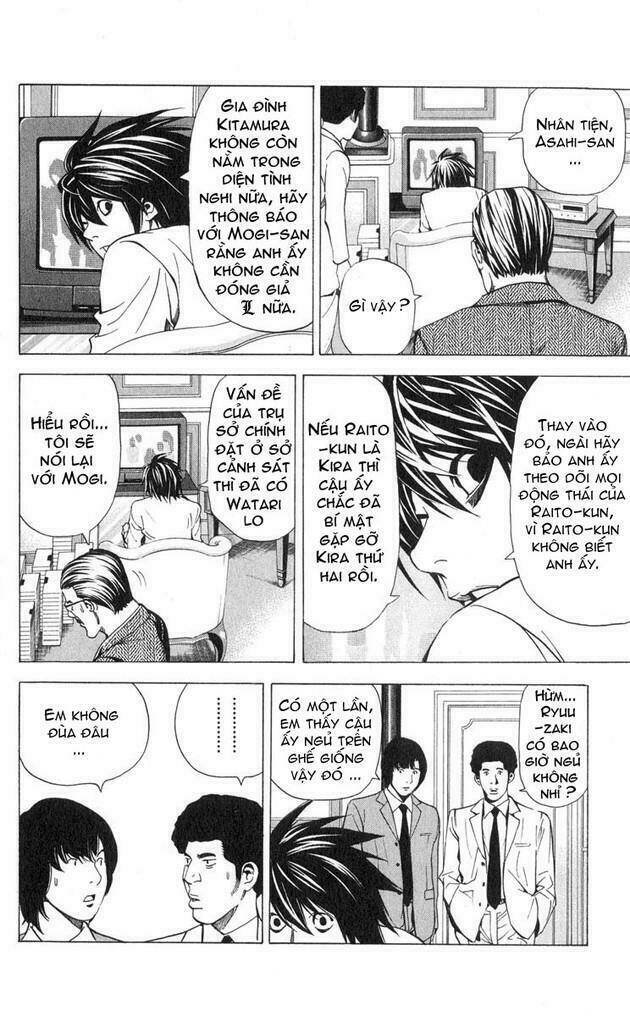 Nhân tiện,
Asahi-san
...
Gì vậy?
Gia đình
Kitamura
không còn
nằm trong
diện tình
nghi nữa, hãy
thông báo
với Mogi-san
rằng anh ấy
không cần
đóng giả
L nữa.
Thay vào
đó, ngài hãy
bảo anh ấy
theo dõi mọi
động thái của
Raito-kun,
vì Raito-kun
không biết
anh ấy.
Nếu Raito-
kun là
Kira thì
cậu ấy
chắc đã
bí mật
gặp gỡ
Kira thứ
hai rồi.
Vấn đề
của trụ
sở chính
đặt ở sở
cảnh sát
thì đã có
Watari
lo
Hiểu rồi...
tôi sẽ
nói lại
với Mogi.
Hừm...
Ryuu
-zaki
có bao
giờ ngủ
không
nhỉ?
Có một lần,
em thấy cậu
ấy ngủ trên
ghế giống
vậy đó ...
.......
.......
Em không
đùa đâu
...